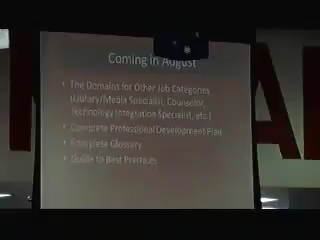 Coming in August
• The Domains for Other Job Categories
(Library/Media Specialist, Counselor,
Technology Integration Specialist, etc.)
• Complete Professional Development Plan
• Complete Glossary
• Guide to Best Practices